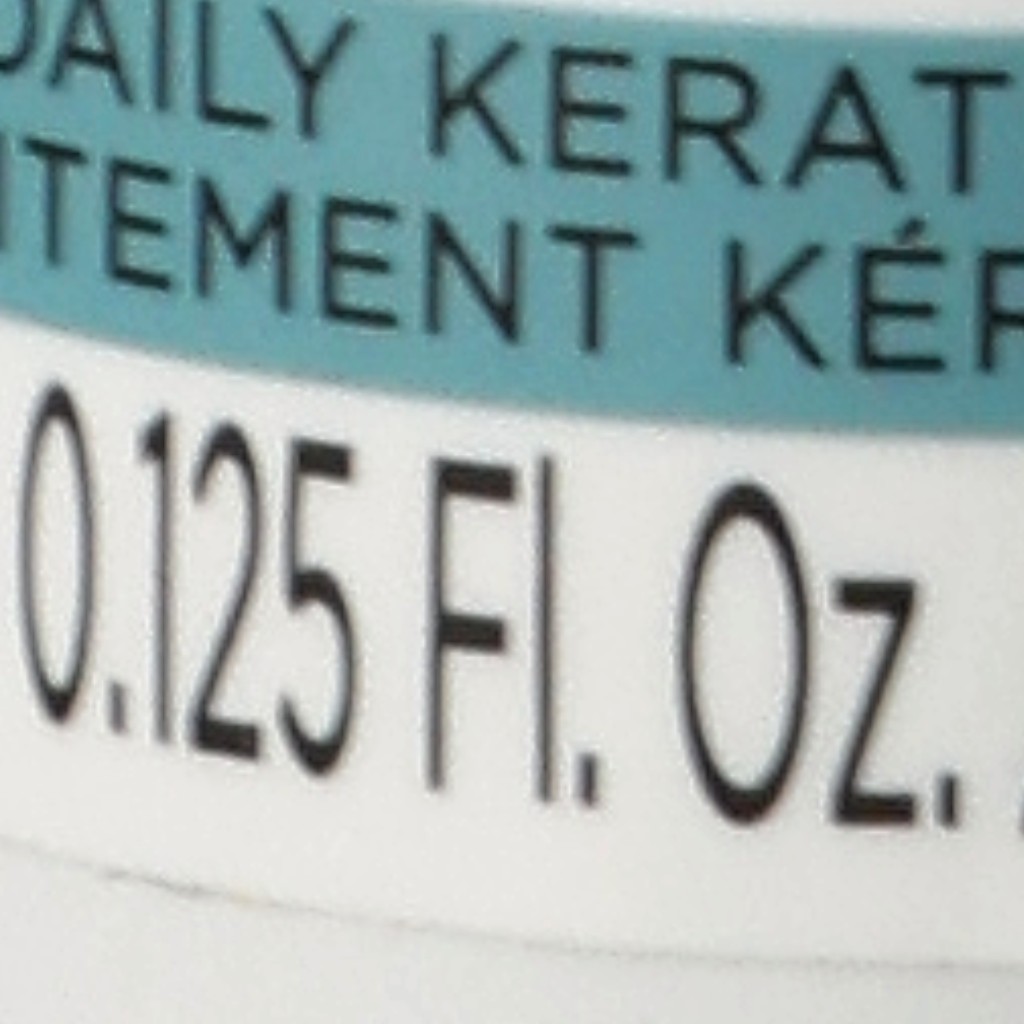 DAILY KERAT
ITEMENT KÉR
0.125 Fl. Oz.